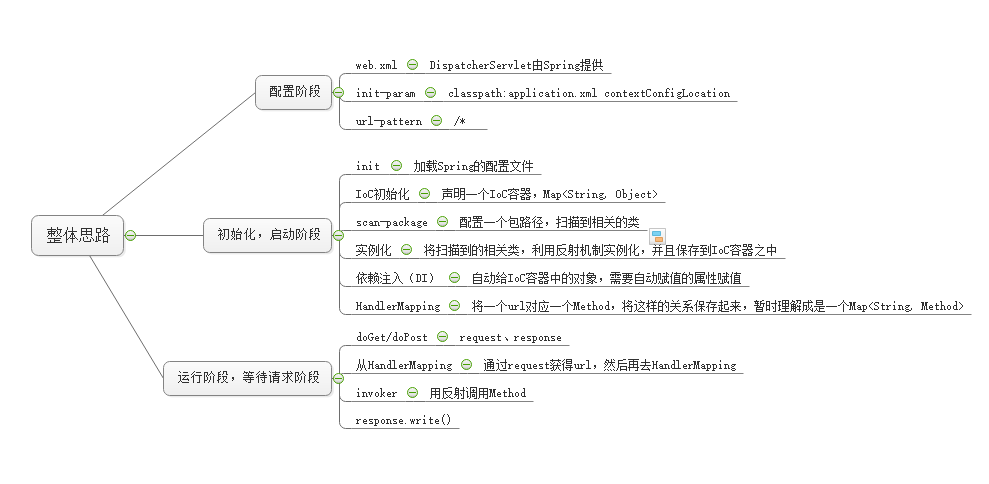 整体思路
配置阶段
web.xml DispatcherServlet由Spring提供
init-param classpath:application.xml contextConfigLocation
url-pattern /*
初始化，启动阶段
init 加载Spring的配置文件
IoC初始化 声明一个IoC容器，Map<String, Object>
scan-package 配置一个包路径，扫描到相关的类
实例化 将扫描到的相关类，利用反射机制实例化，并且保存到IoC容器之中
依赖注入（DI） 自动给IoC容器中的对象，需要自动赋值的属性赋值
HandlerMapping 将一个url对应一个Method，将这样的关系保存起来，暂时理解成是一个Map<String, Method>
运行阶段，等待请求阶段
doGet/doPost request、response
从HandlerMapping 通过request获得url，然后再去HandlerMapping
invoker 用反射调用Method
response.write()